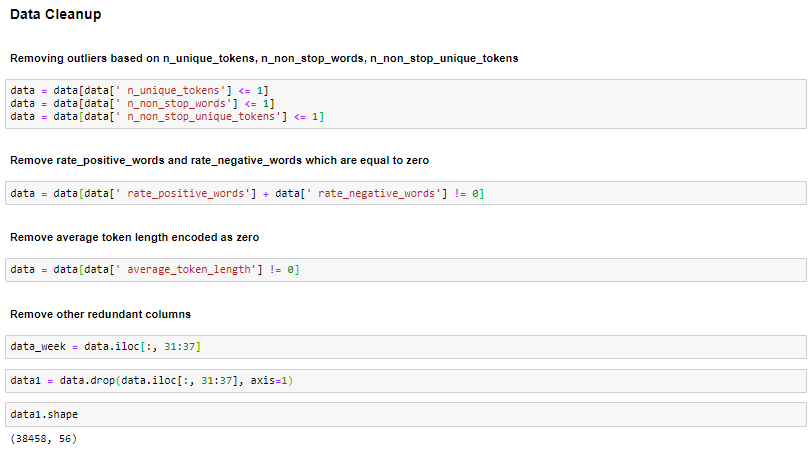 Data Cleanup
Removing outliers based on n_unique_tokens, n_non_stop_words, n_non_stop_unique_tokens
data = data[data[' n_unique_tokens'] <= 1]
data = data[data[' n_non_stop_words'] <= 1]
data = data[data[' n_non_stop_unique_tokens'] <= 1]
Remove rate_positive_words and rate_negative_words which are equal to zero
data = data[data[' rate_positive_words'] + data[' rate_negative_words'] != 0]
Remove average token length encoded as zero
data = data[data[' average_token_length'] != 0]
Remove other redundant columns
data_week = data.iloc[:, 31:37]
data1 = data.drop(data.iloc[:, 31:37], axis=1)
data1.shape
(38458, 56)